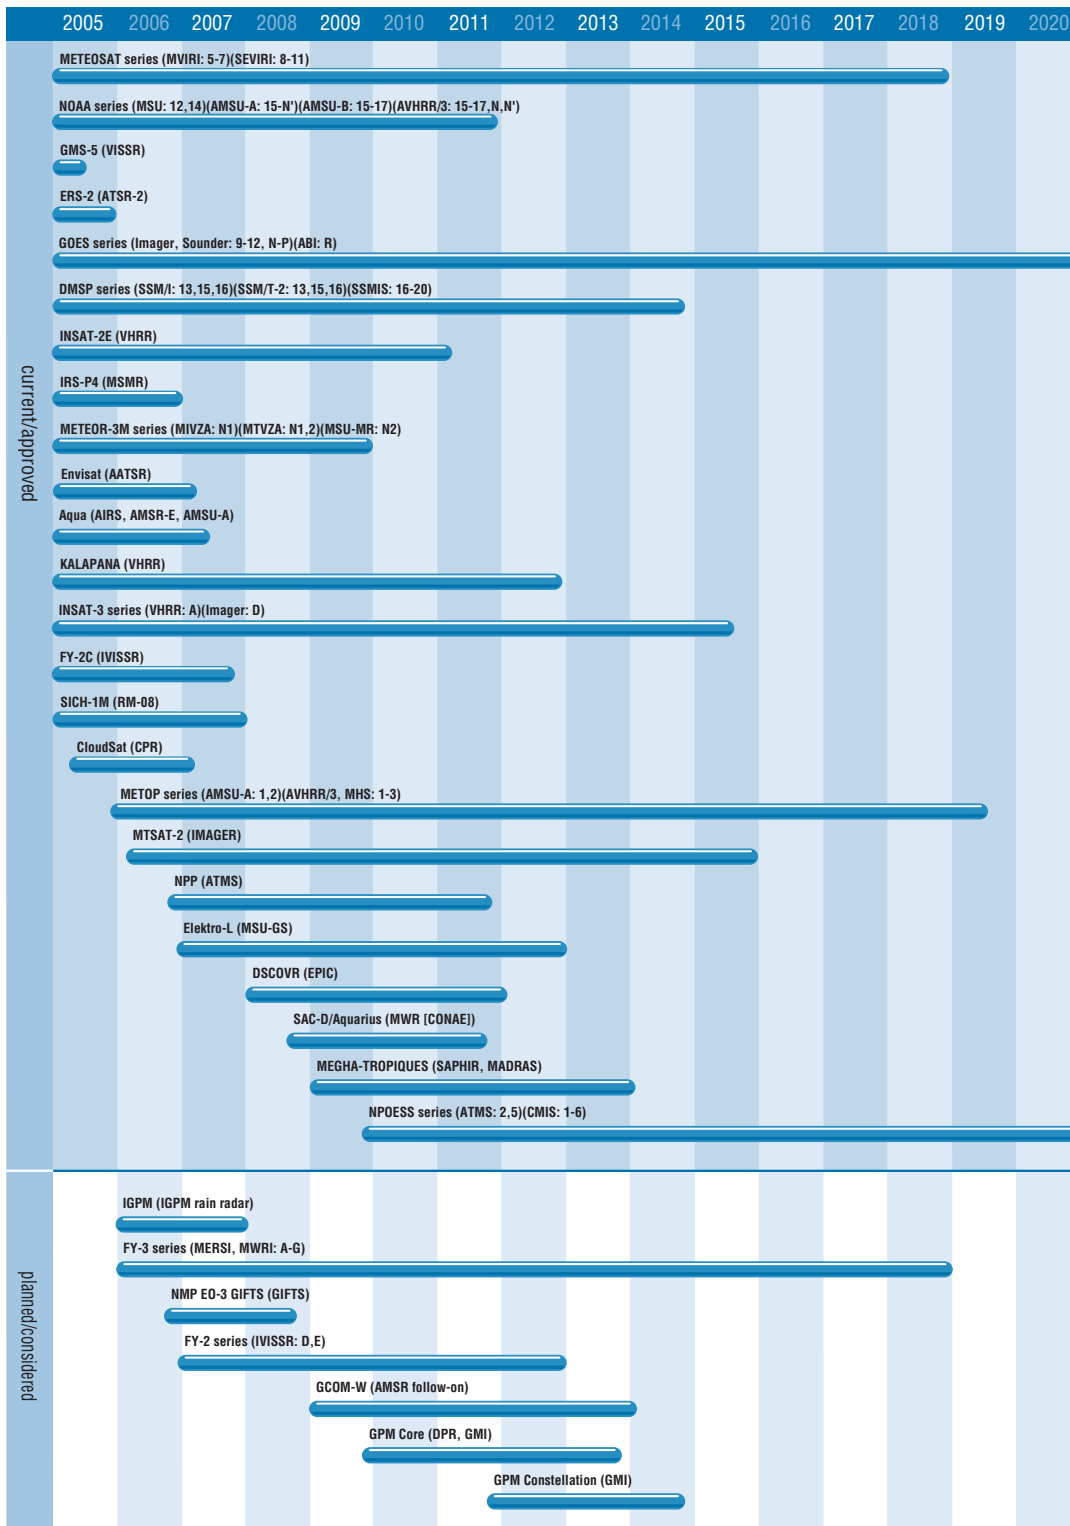 2005 2006 2007 2008 2009 2010 2011 2012 2013 2014 2015 2016 2017 2018 2019 2020
current/approved
METEOSAT series (MVIRI: 5-7)(SEVIRI: 8-11)
NOAA series (MSU: 12,14)(AMSU-A: 15-N')(AMSU-B: 15-17)(AVHRR/3: 15-17,N,N')
GMS-5 (VISSR)
ERS-2 (ATSR-2)
GOES series (Imager, Sounder: 9-12, N-P)(ABI: R)
DMSP series (SSM/I: 13,15,16)(SSM/T-2: 13,15,16)(SSMIS: 16-20)
INSAT-2E (VHRR)
IRS-P4 (MSMR)
METEOR-3M series (MIVZA: N1)(MTVZA: N1,2)(MSU-MR: N2)
Envisat (AATSR)
Aqua (AIRS, AMSR-E, AMSU-A)
KALAPANA (VHRR)
INSAT-3 series (VHRR: A)(Imager: D)
FY-2C (IVISSR)
SICH-1M (RM-08)
CloudSat (CPR)
METOP series (AMSU-A: 1,2)(AVHRR/3, MHS: 1-3)
MTSAT-2 (IMAGER)
NPP (ATMS)
Elektro-L (MSU-GS)
DSCOVR (EPIC)
SAC-D/Aquarius (MWR [CONAE])
MEGHA-TROPIQUES (SAPHIR, MADRAS)
NPOESS series (ATMS: 2,5)(CMIS: 1-6)
planned/considered
IGPM (IGPM rain radar)
FY-3 series (MERSI, MWRI: A-G)
NMP EO-3 GIFTS (GIFTS)
FY-2 series (IVISSR: D,E)
GCOM-W (AMSR follow-on)
GPM Core (DPR, GMI)
GPM Constellation (GMI)